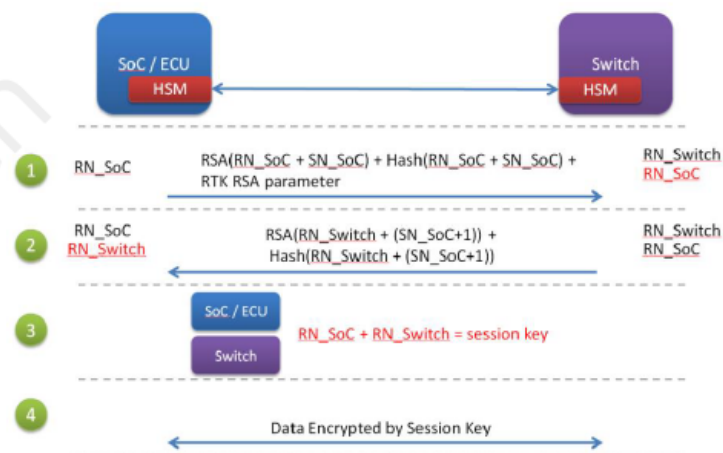 SoC / ECU
HSM
Switch
HSM
1
RN_SoC
RSA(RN_SoC + SN_SoC) + Hash(RN_SoC + SN_SoC) +
RTK RSA parameter
RN_Switch
RN_SoC
2
RN_SoC
RN_Switch
RSA(RN_Switch + (SN_SoC+1)) +
Hash(RN_Switch + (SN_SoC+1))
RN_Switch
RN_SoC
3
SoC / ECU
Switch
RN_SoC + RN_Switch = session key
4
Data Encrypted by Session Key